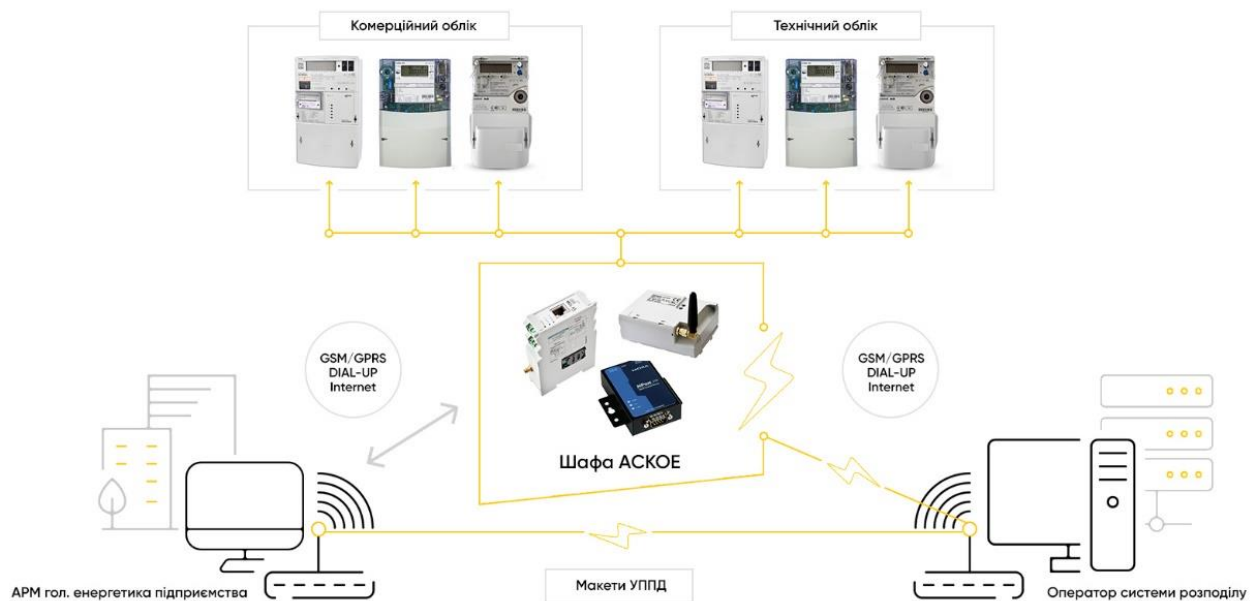 Комерційний облік
Технічний облік
GSM/GPRS
DIAL-UP
Internet
GSM/GPRS
DIAL-UP
Internet
Шафа АСКОЕ
АРМ гол. енергетика підприємства
Макети УППД
Оператор системи розподілу